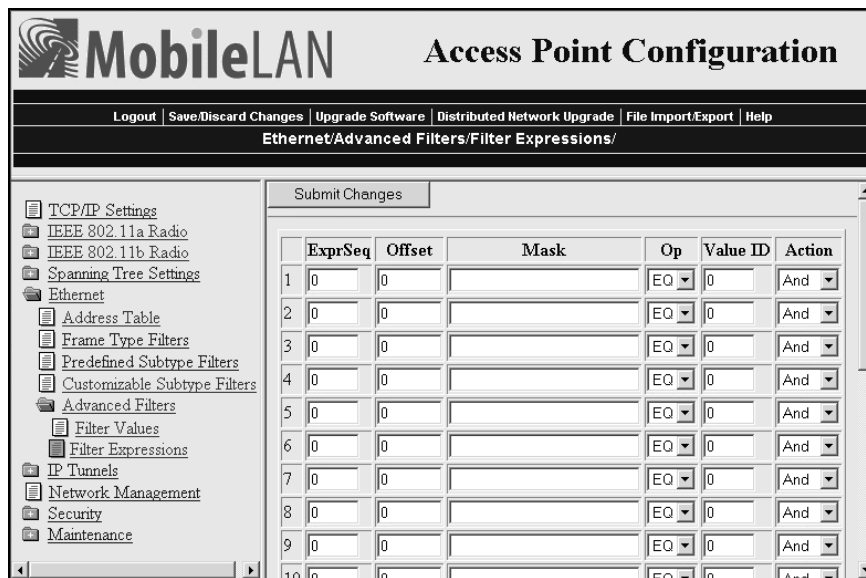 MobileLAN
Access Point Configuration
Logout | Save/Discard Changes | Upgrade Software | Distributed Network Upgrade | File Import/Export | Help
Ethernet/Advanced Filters/Filter Expressions/
TCP/IP Settings
IEEE 802.11a Radio
IEEE 802.11b Radio
Spanning Tree Settings
Ethernet
Address Table
Frame Type Filters
Predefined Subtype Filters
Customizable Subtype Filters
Advanced Filters
Filter Values
Filter Expressions
IP Tunnels
Network Management
Security
Maintenance
Submit Changes
ExprSeq Offset Mask Op Value ID Action
1 0 0 EQ 0 And
2 0 0 EQ 0 And
3 0 0 EQ 0 And
4 0 0 EQ 0 And
5 0 0 EQ 0 And
6 0 0 EQ 0 And
7 0 0 EQ 0 And
8 0 0 EQ 0 And
9 0 0 EQ 0 And
10 0 0 EQ 0 And